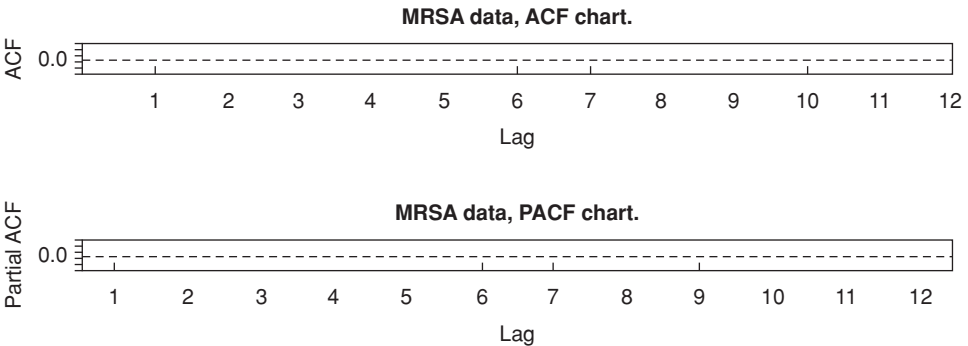 MRSA data, ACF chart.
ACF
0.0
1 2 3 4 5 6 7 8 9 10 11 12
Lag
MRSA data, PACF chart.
Partial ACF
0.0
1 2 3 4 5 6 7 8 9 10 11 12
Lag